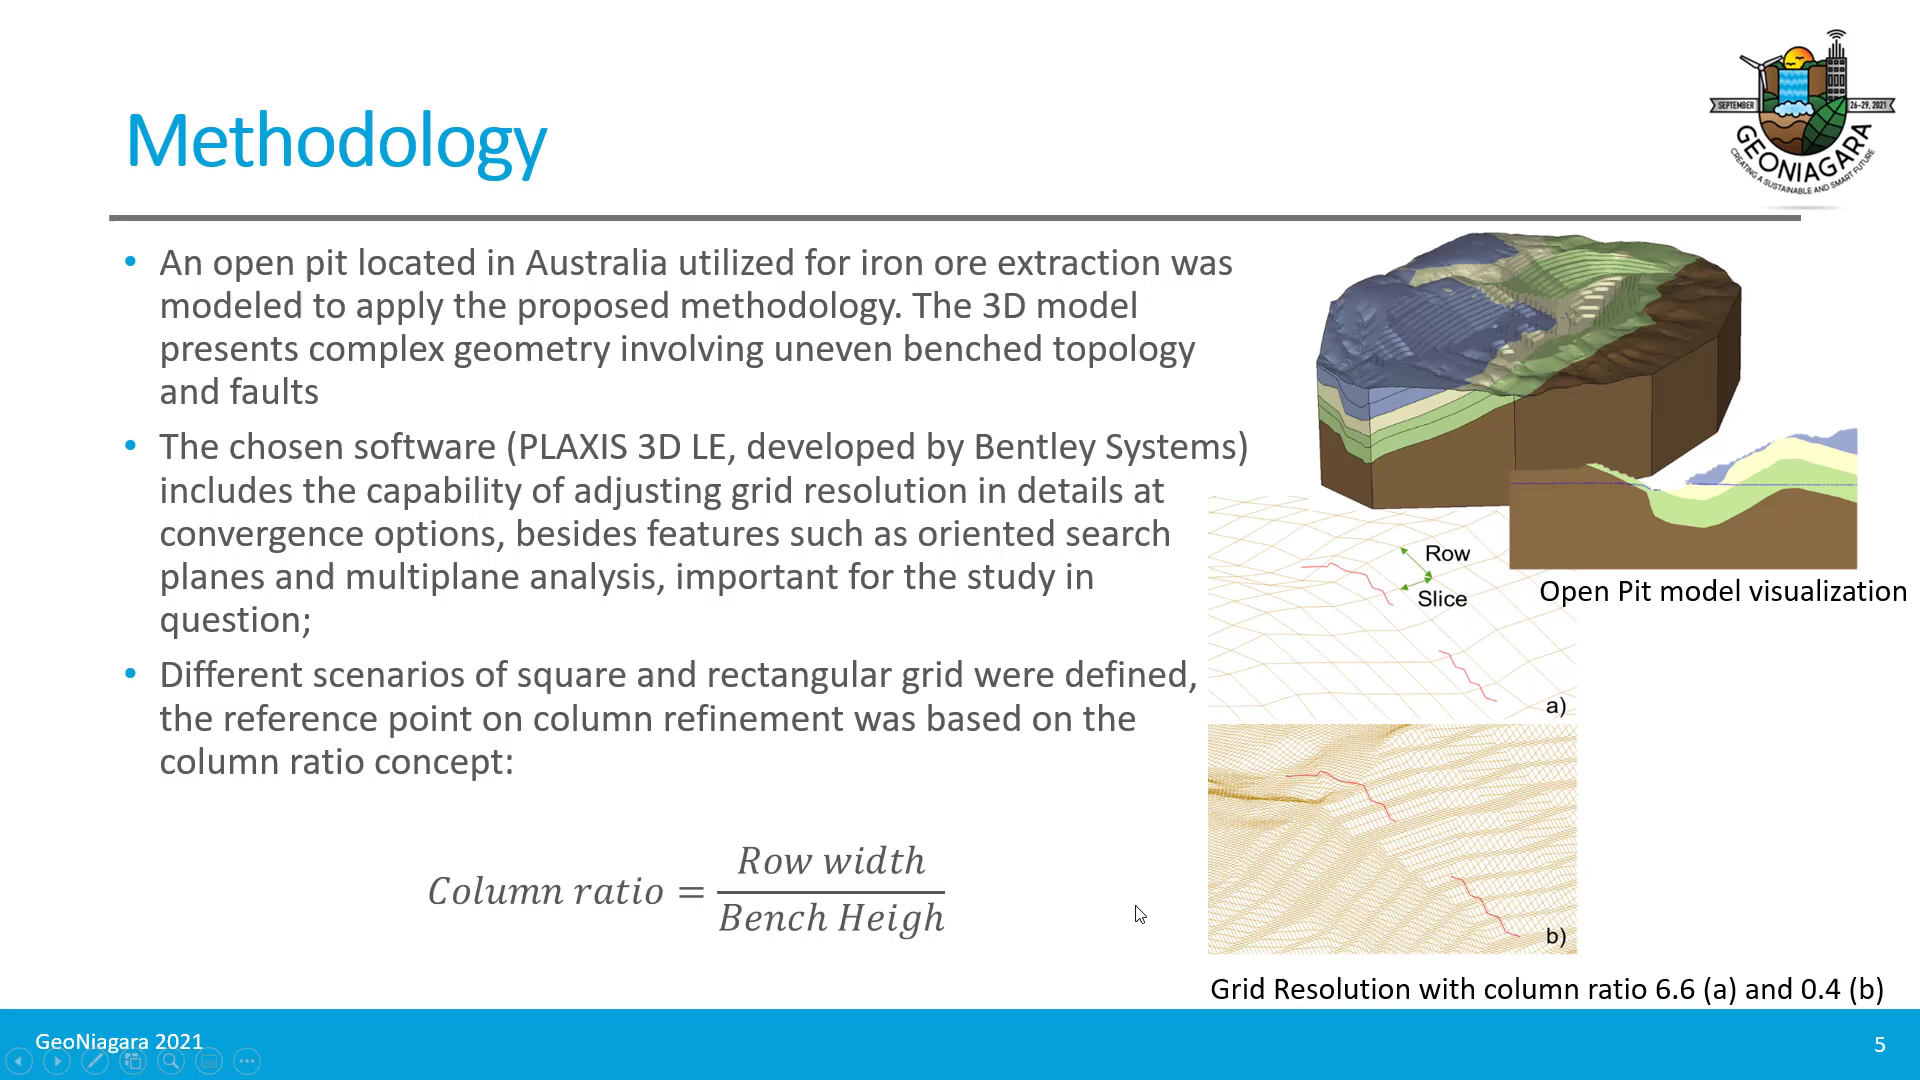 SEPTEMBER
26-29, 2021
GEONIAGARA
CREATING A SUSTAINABLE AND SMART FUTURE
Methodology
• An open pit located in Australia utilized for iron ore extraction was
modeled to apply the proposed methodology. The 3D model
presents complex geometry involving uneven benched topology
and faults
• The chosen software (PLAXIS 3D LE, developed by Bentley Systems)
includes the capability of adjusting grid resolution in details at
convergence options, besides features such as oriented search
planes and multiplane analysis, important for the study in
question;
• Different scenarios of square and rectangular grid were defined,
the reference point on column refinement was based on the
column ratio concept:
Column ratio = Row width / Bench Heigh
Row
Slice
a)
b)
Open Pit model visualization
Grid Resolution with column ratio 6.6 (a) and 0.4 (b)
GeoNiagara 2021
5